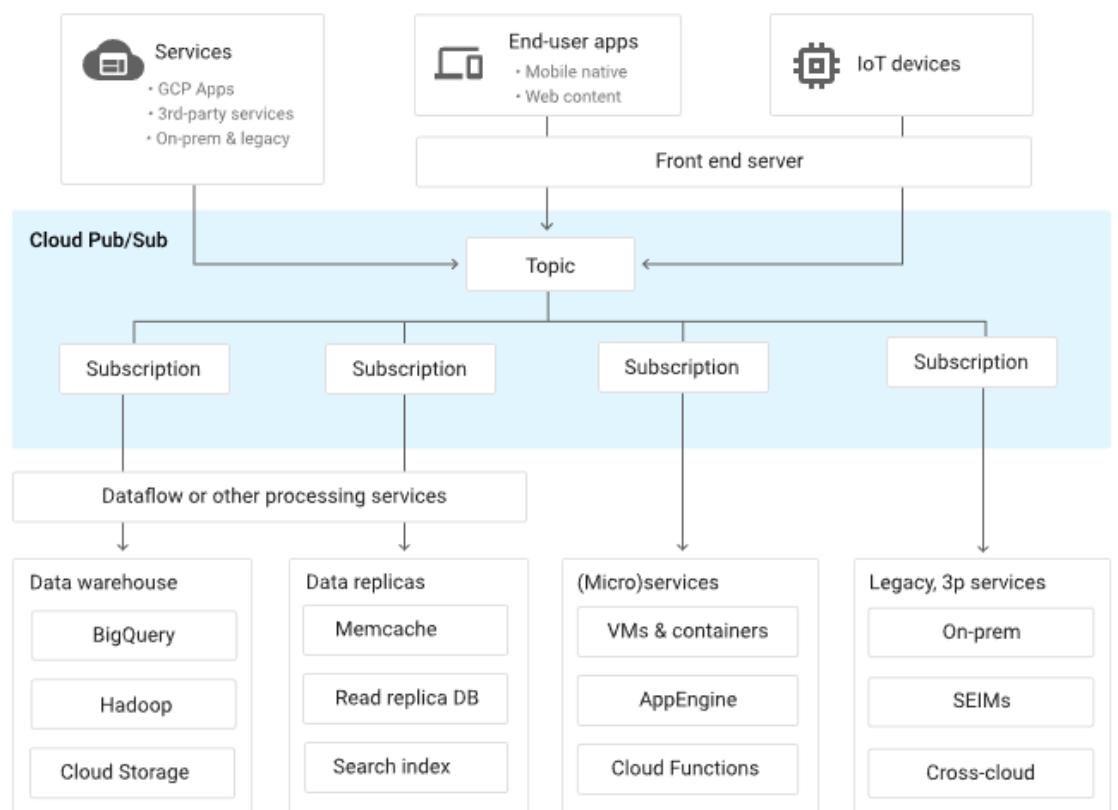 Services
• GCP Apps
• 3rd-party services
• On-prem & legacy
End-user apps
• Mobile native
• Web content
IoT devices
Front end server
Cloud Pub/Sub
Topic
Subscription
Subscription
Subscription
Subscription
Dataflow or other processing services
Data warehouse
BigQuery
Hadoop
Cloud Storage
Data replicas
Memcache
Read replica DB
Search index
(Micro)services
VMs & containers
AppEngine
Cloud Functions
Legacy, 3p services
On-prem
SEIMs
Cross-cloud